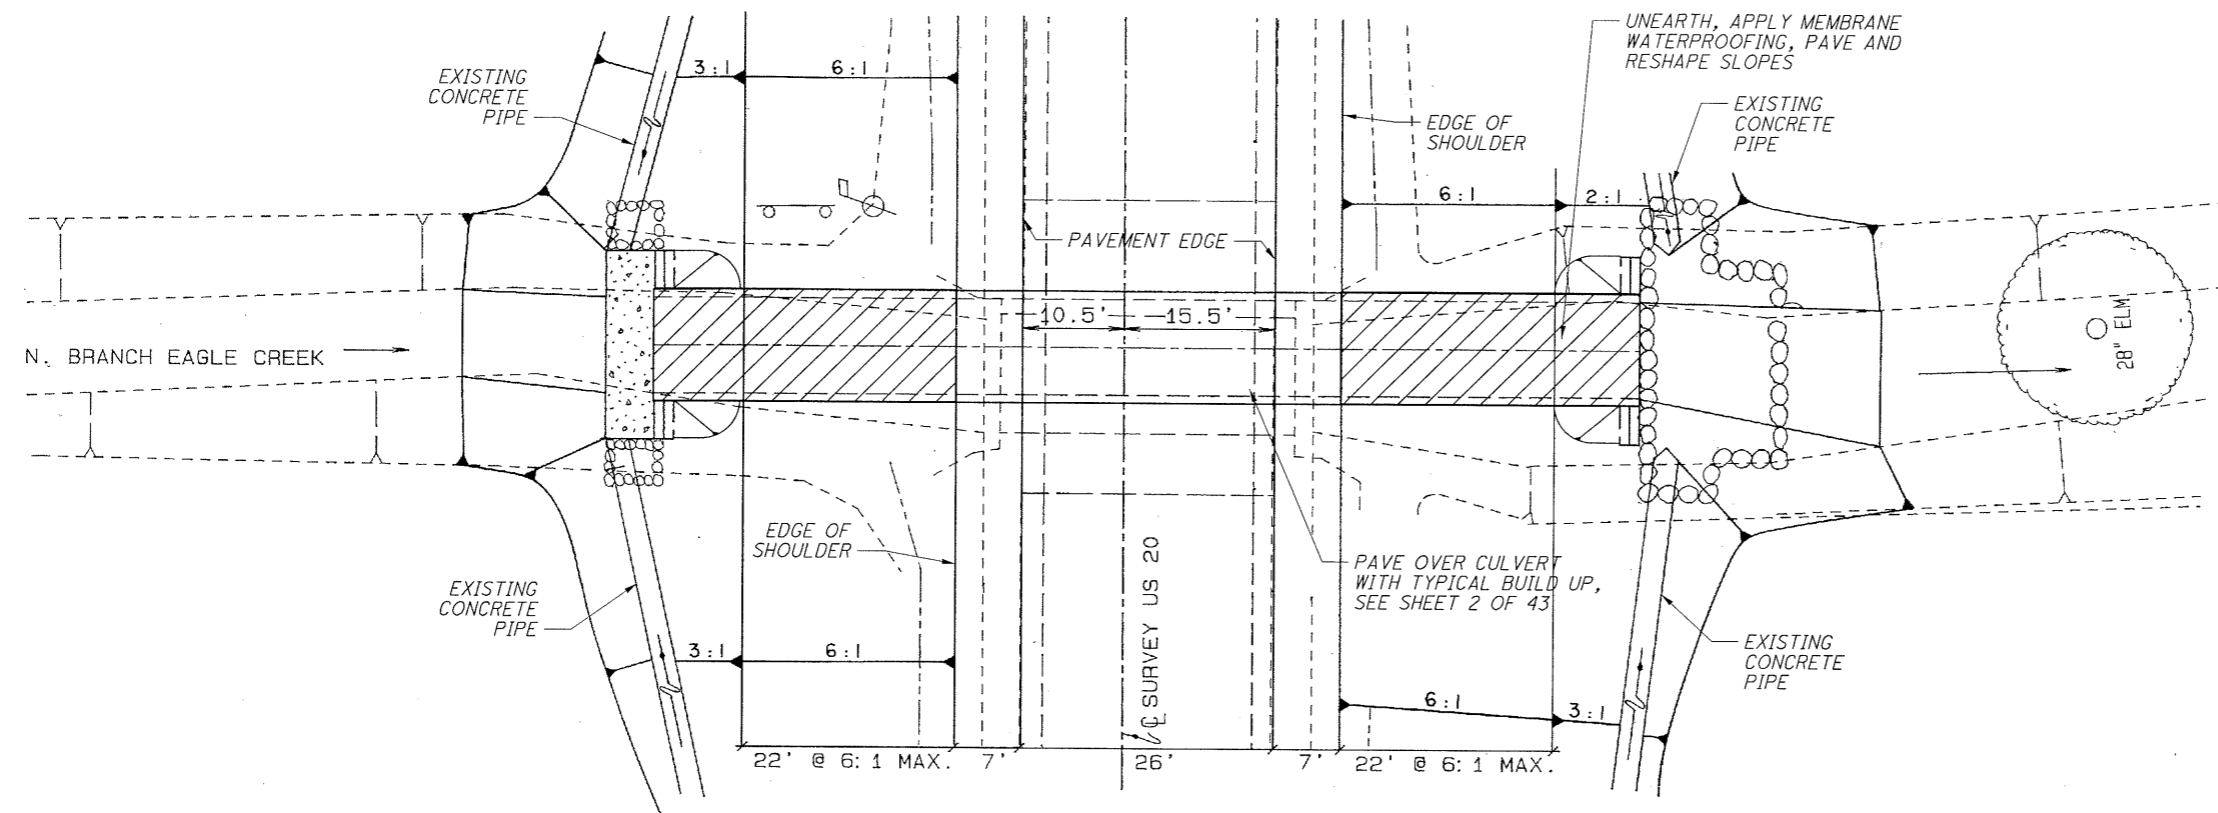 UNEARTH, APPLY MEMBRANE
WATERPROOFING, PAVE AND
RESHAPE SLOPES
EXISTING
CONCRETE
PIPE
3:1
6:1
EXISTING
CONCRETE
PIPE
EDGE OF
SHOULDER
6:1
2:1
PAVEMENT EDGE
10.5'
15.5'
N. BRANCH EAGLE CREEK
28" ELM
EDGE OF
SHOULDER
℄ SURVEY US 20
PAVE OVER CULVERT
WITH TYPICAL BUILD UP,
SEE SHEET 2 OF 43
EXISTING
CONCRETE
PIPE
EXISTING
CONCRETE
PIPE
3:1
6:1
6:1
3:1
22' @ 6:1 MAX.
7'
26'
7'
22' @ 6:1 MAX.